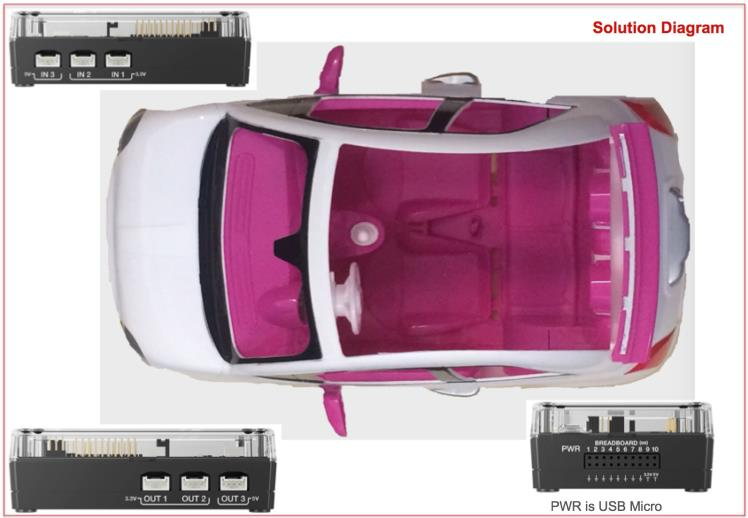 Solution Diagram
5V IN 3 IN 2 IN 1 3.3V
3.3V OUT 1 OUT 2 OUT 3 5V
BREADBOARD
PWR 1 2 3 4 5 6 7 8 9 10
3.3V 5V
PWR is USB Micro